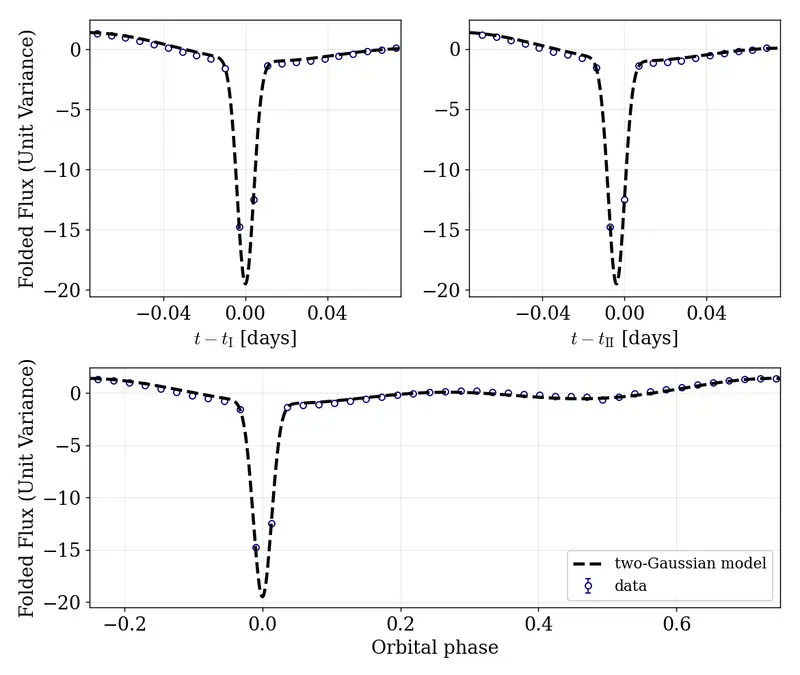 Folded Flux (Unit Variance)
0
−5
−10
−15
−20
−0.04 0.00 0.04
t − t_I [days]
0
−5
−10
−15
−20
−0.04 0.00 0.04
t − t_II [days]
Folded Flux (Unit Variance)
0
−5
−10
−15
−20
−0.2 0.0 0.2 0.4 0.6
Orbital phase
two-Gaussian model
data